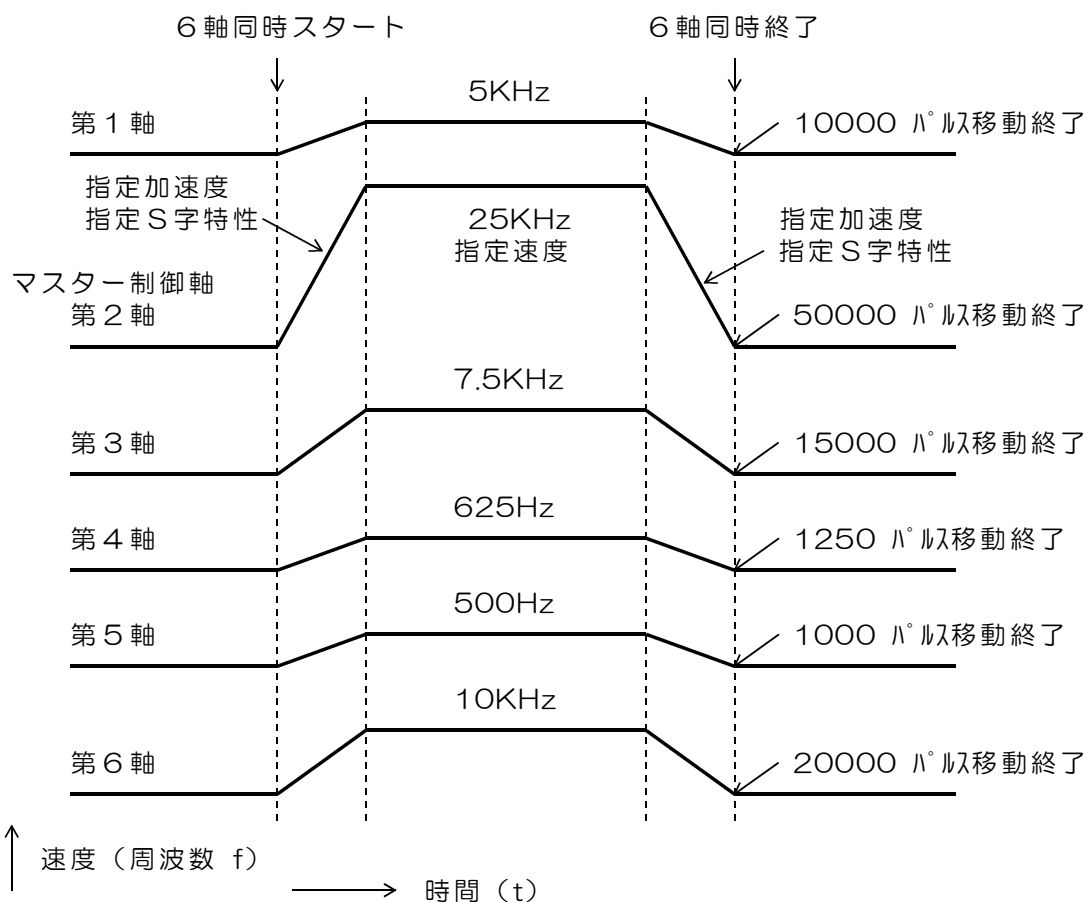 ６軸同時スタート
６軸同時終了
5KHz
第１軸
10000 ﾊﾟﾙｽ移動終了
指定加速度
指定Ｓ字特性
25KHz
指定速度
指定加速度
指定Ｓ字特性
マスター制御軸
第２軸
50000 ﾊﾟﾙｽ移動終了
7.5KHz
第３軸
15000 ﾊﾟﾙｽ移動終了
625Hz
第４軸
1250 ﾊﾟﾙｽ移動終了
500Hz
第５軸
1000 ﾊﾟﾙｽ移動終了
10KHz
第６軸
20000 ﾊﾟﾙｽ移動終了
速度（周波数 f）
時間（t）